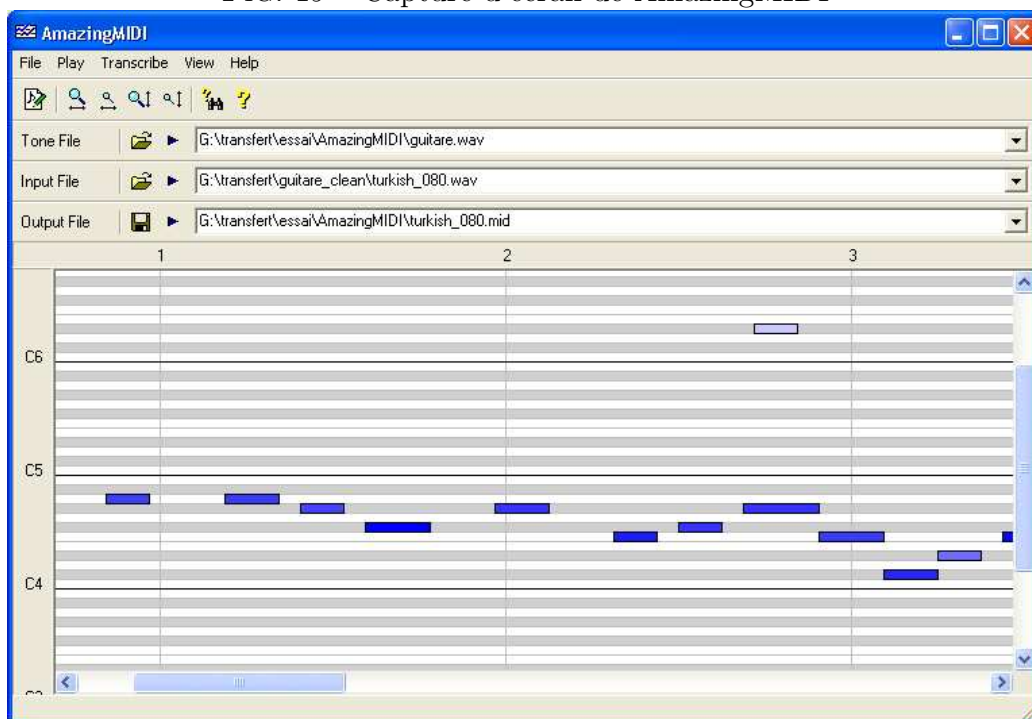 AmazingMIDI
File Play Transcribe View Help
Tone File G:\transfert\essai\AmazingMIDI\guitare.wav
Input File G:\transfert\guitare_clean\turkish_080.wav
Output File G:\transfert\essai\AmazingMIDI\turkish_080.mid
1 2 3
C6
C5
C4